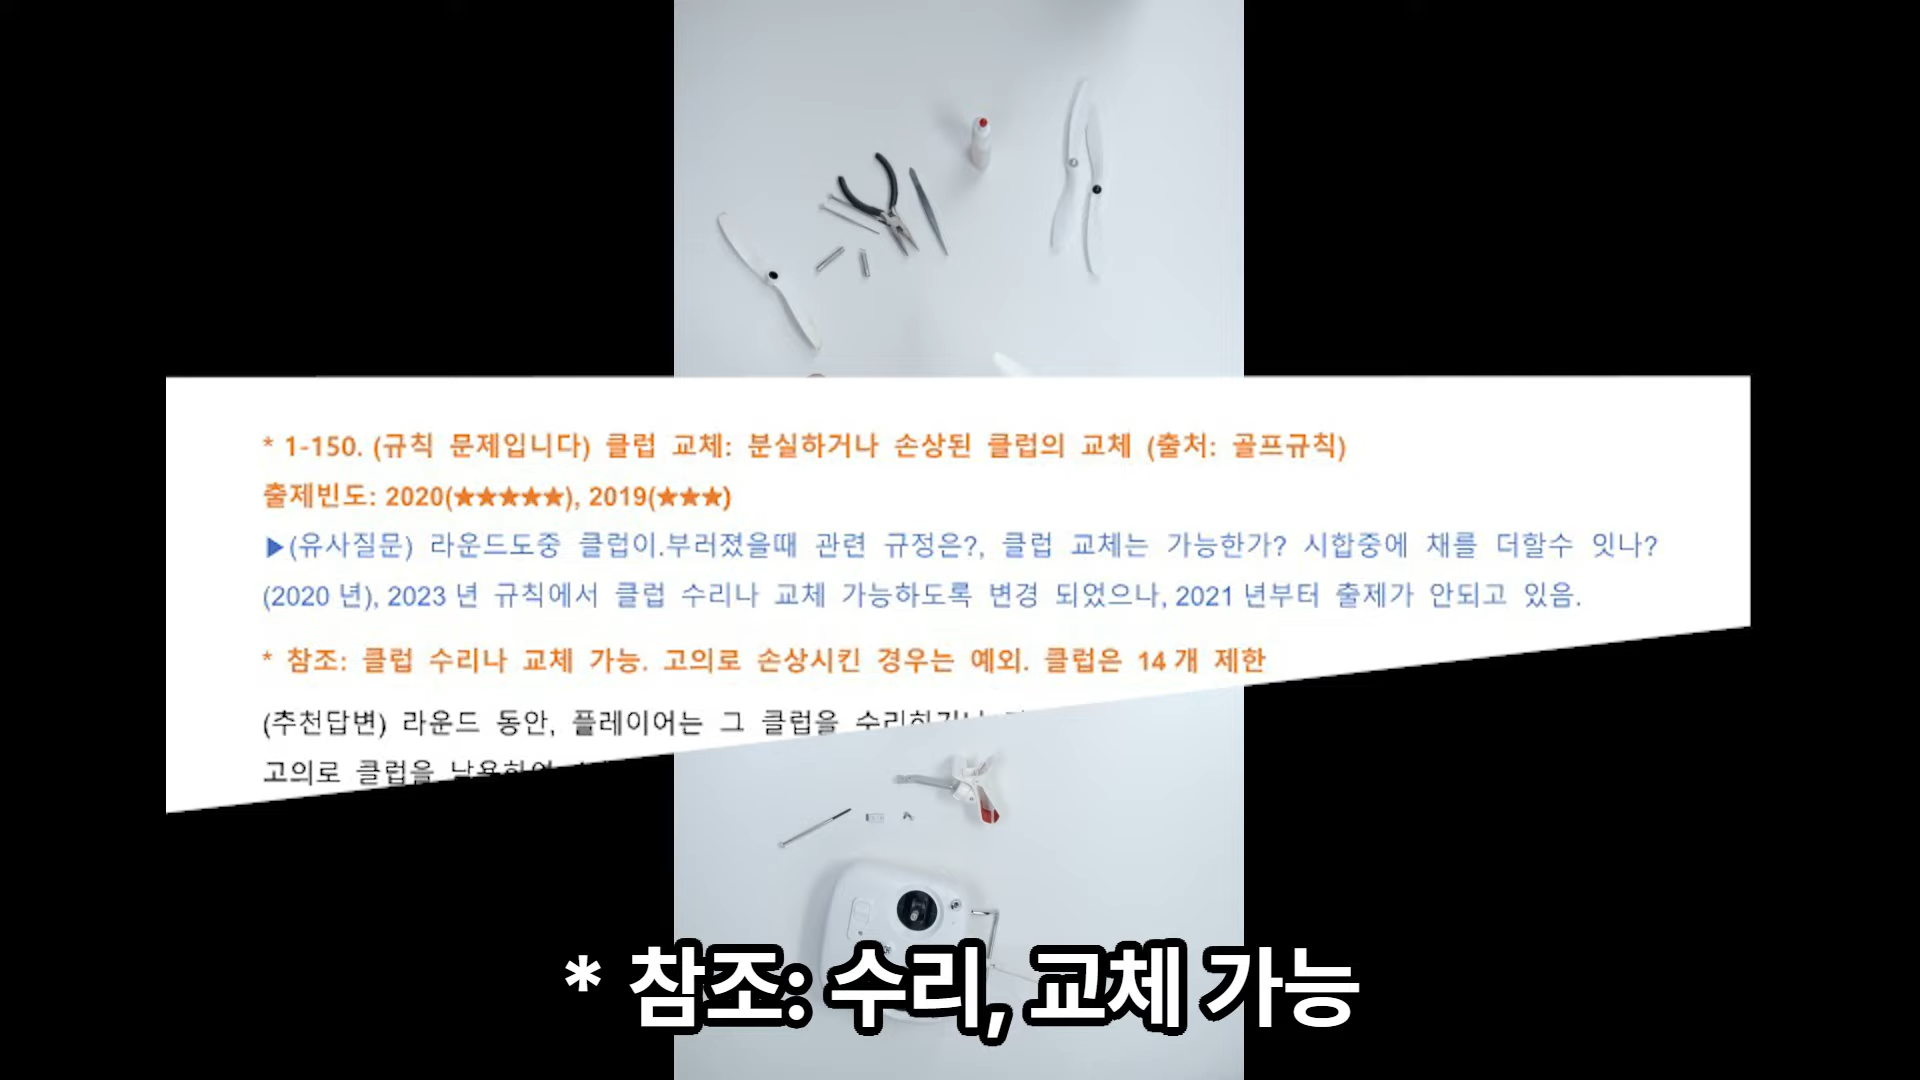 * 1-150. (규칙 문제입니다) 클럽 교체: 분실하거나 손상된 클럽의 교체 (출처: 골프규칙)
출제빈도: 2020(★★★★★), 2019(★★★)
▶(유사질문) 라운드도중 클럽이.부러졌을때 관련 규정은?, 클럽 교체는 가능한가? 시합중에 채를 더할수 잇나?
(2020 년), 2023 년 규칙에서 클럽 수리나 교체 가능하도록 변경 되었으나, 2021 년부터 출제가 안되고 있음.
* 참조: 클럽 수리나 교체 가능. 고의로 손상시킨 경우는 예외. 클럽은 14 개 제한
(추천답변) 라운드 동안, 플레이어는 그 클럽을
고의로 클럽을
* 참조: 수리, 교체 가능